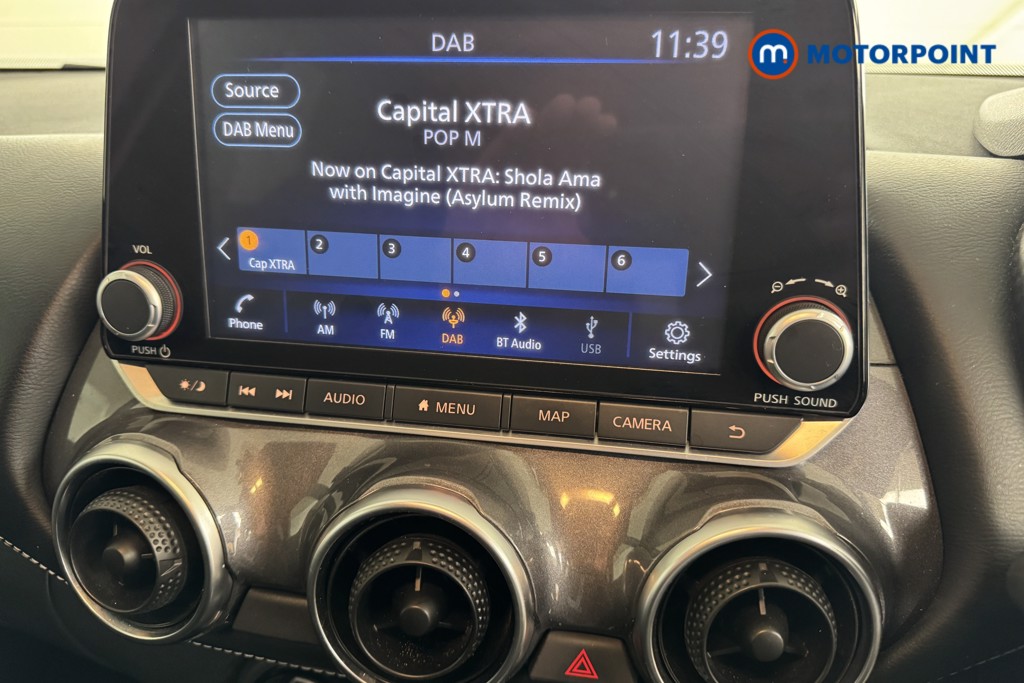 DAB
11:39
m MOTORPOINT
Source
DAB Menu
Capital XTRA
POP M
Now on Capital XTRA: Shola Ama
with Imagine (Asylum Remix)
1 2 3 4 5 6
Cap XTRA
VOL
PUSH
Phone
AM
FM
DAB
BT Audio
USB
Settings
PUSH SOUND
AUDIO
MENU
MAP
CAMERA